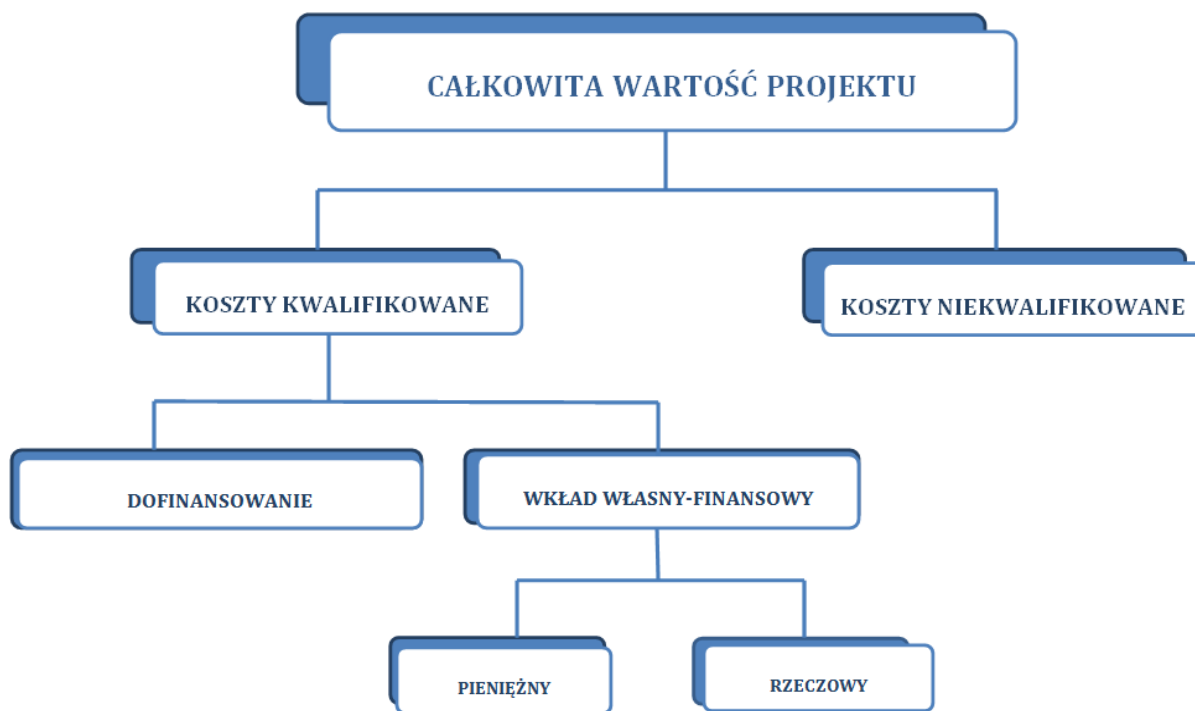 CAŁKOWITA WARTOŚĆ PROJEKTU
KOSZTY KWALIFIKOWANE
KOSZTY NIEKWALIFIKOWANE
DOFINANSOWANIE
WKŁAD WŁASNY-FINANSOWY
PIENIĘŻNY
RZECZOWY